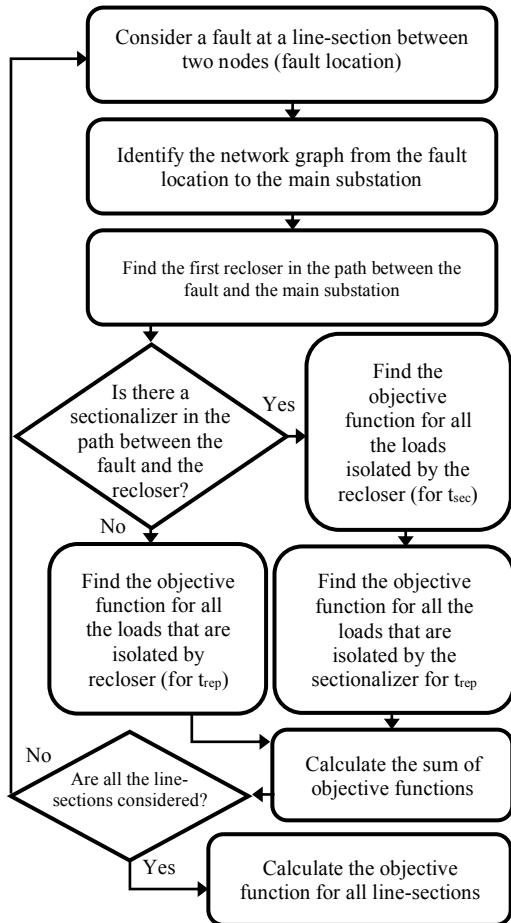 Consider a fault at a line-section between
two nodes (fault location)
Identify the network graph from the fault
location to the main substation
Find the first recloser in the path between the
fault and the main substation
Is there a
sectionalizer in the
path between the
fault and the
recloser?
Yes
No
Find the
objective
function for all
the loads
isolated by the
recloser (for tsec)
Find the objective
function for all
the loads that are
isolated by
recloser (for trep)
Find the objective
function for all the
loads that are
isolated by the
sectionalizer for trep
Calculate the sum of
objective functions
No
Are all the line-
sections considered?
Yes
Calculate the objective
function for all line-sections